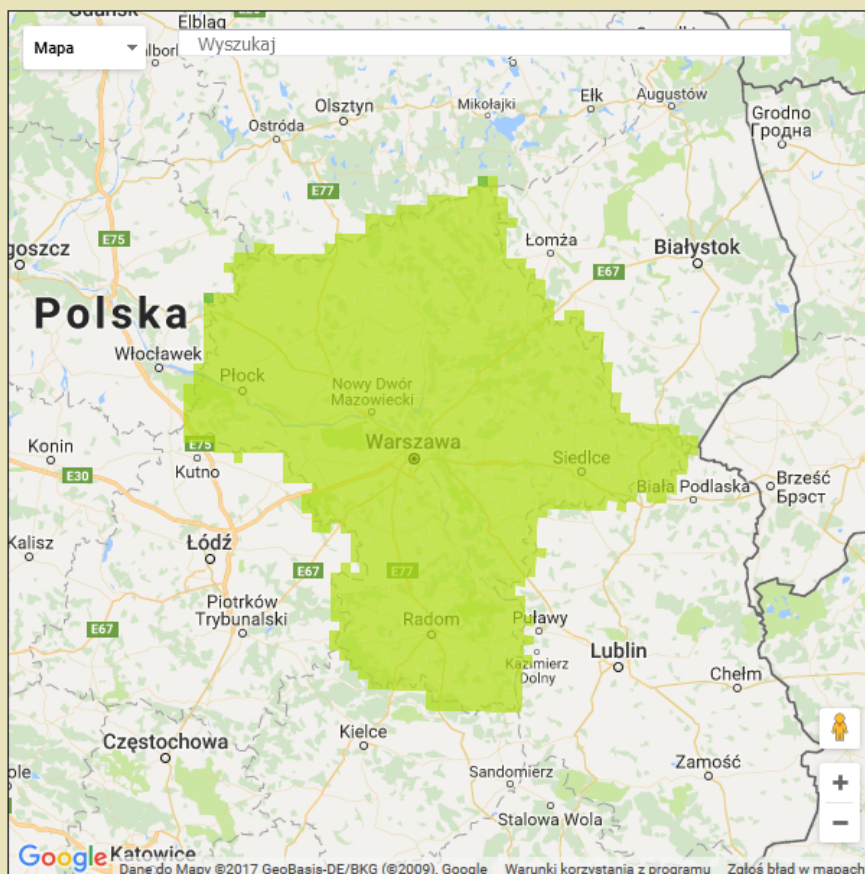 Elbląg
Mapa
Wyszukaj
Olsztyn
Mikołajki
Ełk
Augustów
Ostróda
Grodno
Гродна
E77
E75
Łomża
Białystok
E67
Polska
Włocławek
Płock
Nowy Dwór
Mazowiecki
Warszawa
E75
Konin
Kutno
E30
Siedlce
Biała Podlaska
Brześć
Брэст
Kalisz
Łódź
E67
E77
Piotrków
Trybunalski
E67
Radom
Puławy
Kazimierz
Dolny
Lublin
Chełm
Kielce
Częstochowa
Zamość
Sandomierz
Stalowa Wola
Google
Katowice
Dane do Mapy ©2017 GeoBasis-DE/BKG (©2009), Google
Warunki korzystania z programu
Zgłoś błąd w mapach